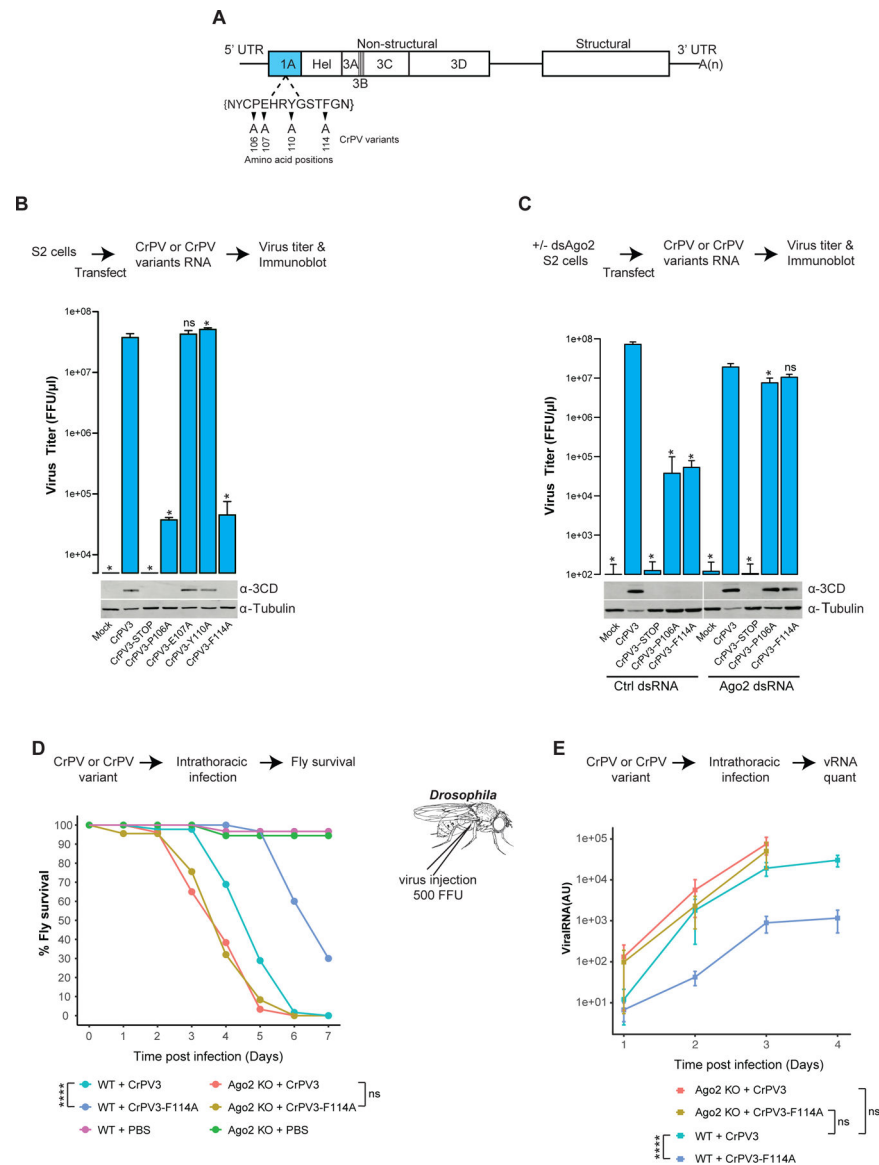 A
5' UTR
Non-structural
Structural
3' UTR
1A
Hel
3A
3C
3D
A(n)
3B
{NYCPEHRYGSTFGN}
A A A A
106 107 110 114
CrPV variants
Amino acid positions
B
S2 cells
Transfect
CrPV or CrPV
variants RNA
Virus titer &
Immunoblot
Virus Titer (FFU/µl)
1e+08
1e+07
1e+06
1e+05
1e+04
* * * ns * *
α-3CD
α-Tubulin
Mock
CrPV3
CrPV3-STOP
CrPV3-P106A
CrPV3-E107A
CrPV3-Y110A
CrPV3-F114A
C
+/- dsAgo2
S2 cells
Transfect
CrPV or CrPV
variants RNA
Virus titer &
Immunoblot
Virus Titer (FFU/µl)
1e+08
1e+07
1e+06
1e+05
1e+04
1e+02
* * * * * * * ns
α-3CD
α-Tubulin
Mock
CrPV3
CrPV3-STOP
CrPV3-P106A
CrPV3-F114A
Mock
CrPV3
CrPV3-STOP
CrPV3-P106A
CrPV3-F114A
Ctrl dsRNA
Ago2 dsRNA
D
CrPV or CrPV
variant
Intrathoracic
infection
Fly survival
% Fly survival
100
90
80
70
60
50
40
30
20
10
0
0 1 2 3 4 5 6 7
Time post infection (Days)
WT + CrPV3
WT + CrPV3-F114A
WT + PBS
****
Ago2 KO + CrPV3
Ago2 KO + CrPV3-F114A
Ago2 KO + PBS
ns
Drosophila
virus injection
500 FFU
E
CrPV or CrPV
variant
Intrathoracic
infection
vRNA
quant
ViralRNA(AU)
1e+05
1e+04
1e+03
1e+02
1e+01
1 2 3 4
Time post infection (Days)
Ago2 KO + CrPV3
Ago2 KO + CrPV3-F114A
WT + CrPV3
WT + CrPV3-F114A
****
ns
ns